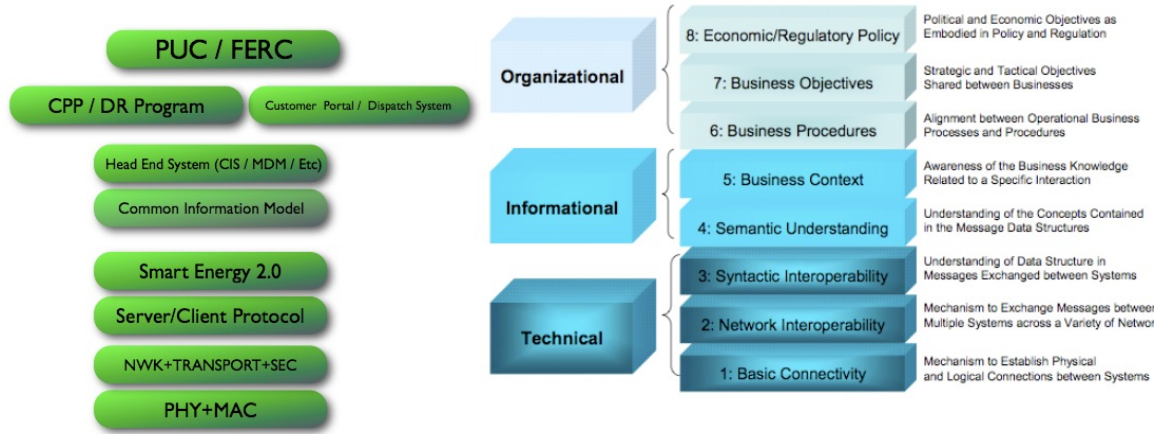 PUC / FERC
CPP / DR Program
Customer Portal / Dispatch System
Head End System (CIS / MDM / Etc)
Common Information Model
Smart Energy 2.0
Server/Client Protocol
NWK+TRANSPORT+SEC
PHY+MAC
Organizational
8: Economic/Regulatory Policy
Political and Economic Objectives as
Embodied in Policy and Regulation
7: Business Objectives
Strategic and Tactical Objectives
Shared between Businesses
6: Business Procedures
Alignment between Operational Business
Processes and Procedures
Informational
5: Business Context
Awareness of the Business Knowledge
Related to a Specific Interaction
4: Semantic Understanding
Understanding of the Concepts Contained
in the Message Data Structures
Technical
3: Syntactic Interoperability
Understanding of Data Structure in
Messages Exchanged between Systems
2: Network Interoperability
Mechanism to Exchange Messages between
Multiple Systems across a Variety of Network
1: Basic Connectivity
Mechanism to Establish Physical
and Logical Connections between Systems